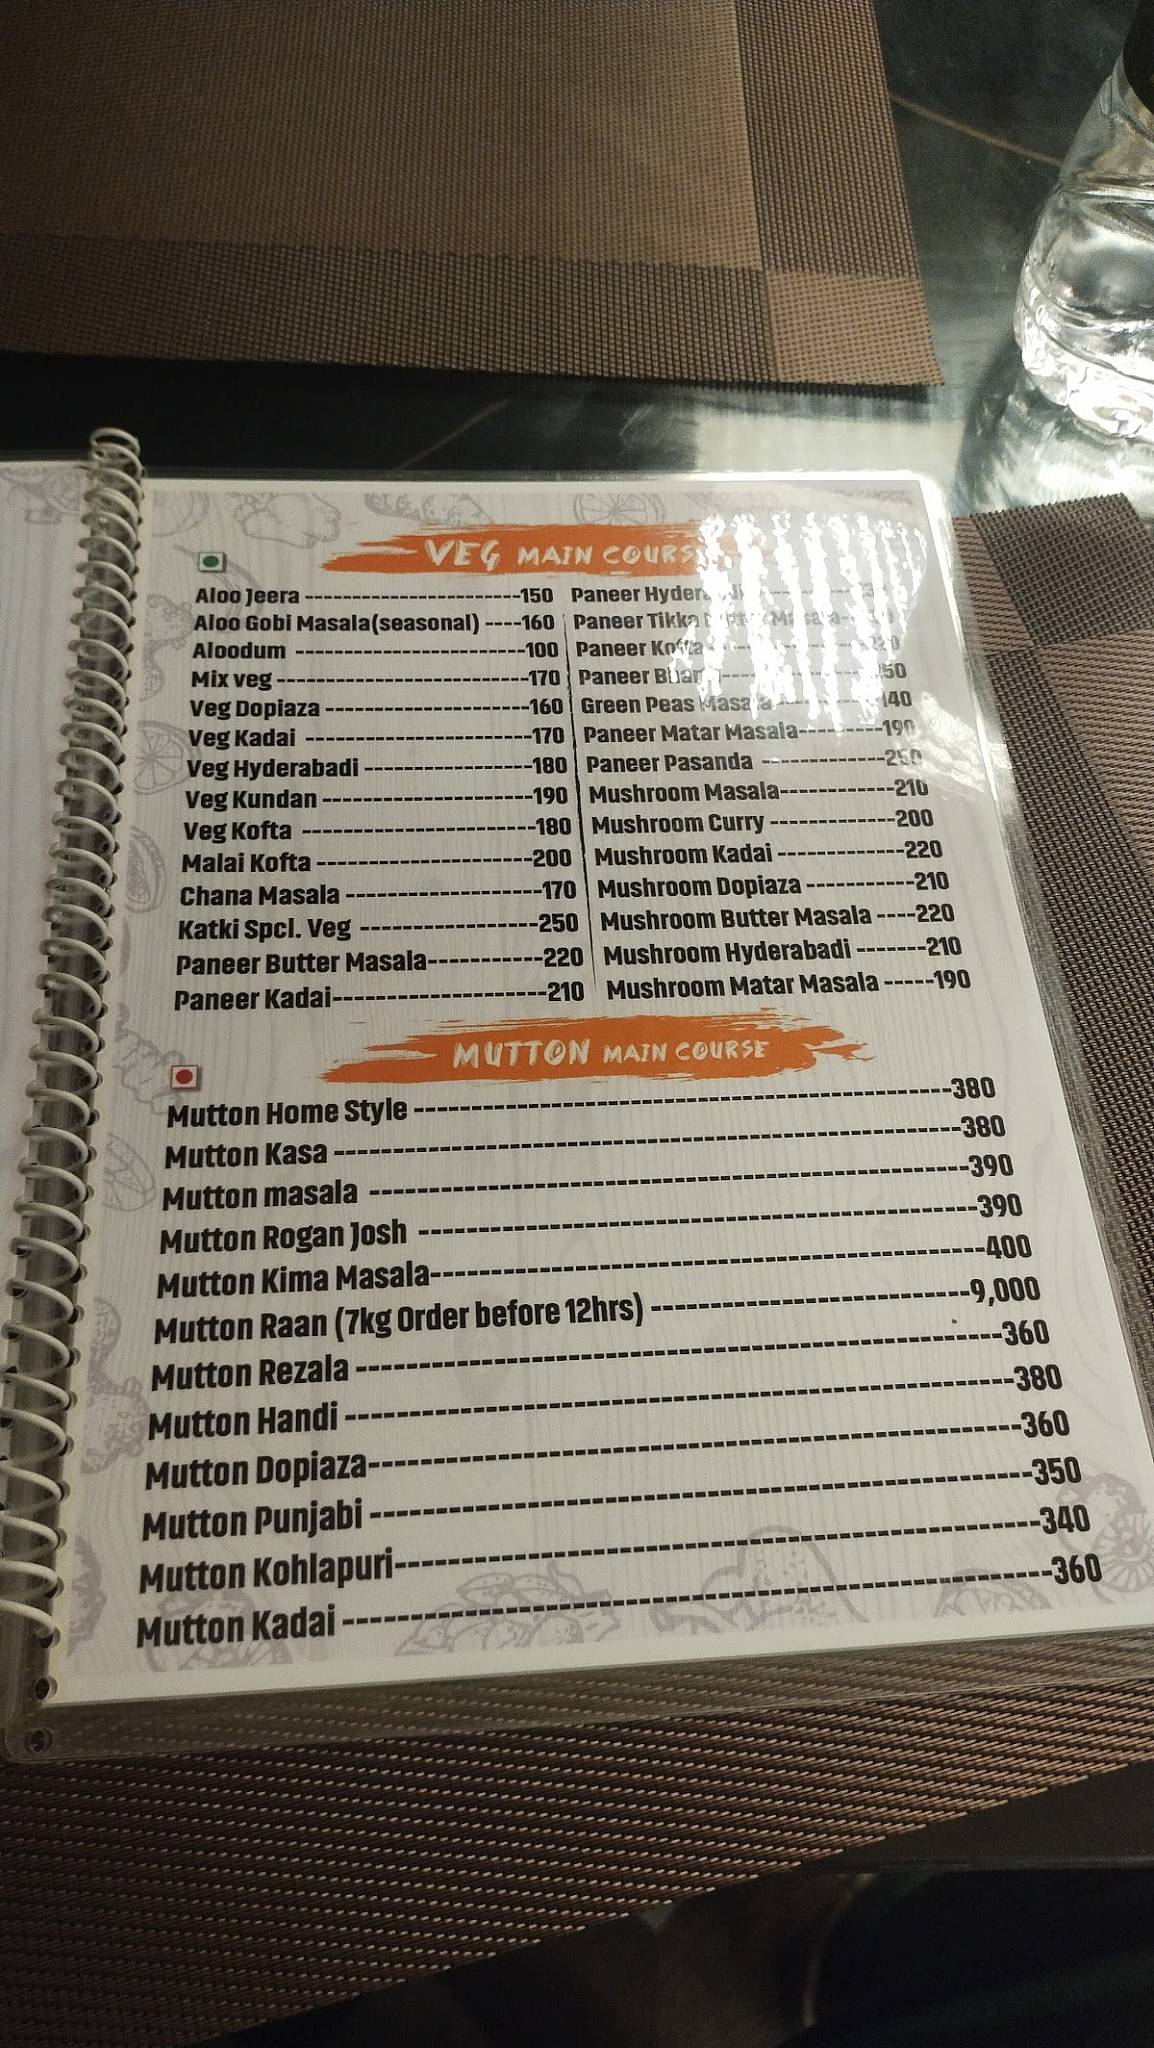 VEG MAIN COURS
Aloo Jeera ----------------------150
Aloo Gobi Masala(seasonal) ----160
Aloodum ------------------------100
Mix veg --------------------------170
Veg Dopiaza ---------------------160
Veg Kadai -----------------------170
Veg Hyderabadi -----------------180
Veg Kundan ---------------------190
Veg Kofta -----------------------180
Malai Kofta ---------------------200
Chana Masala -------------------170
Katki Spcl. Veg -----------------250
Paneer Butter Masala-----------220
Paneer Kadai--------------------210
Paneer
Paneer Tikka
Paneer
Paneer
Green Peas Masala ---------- 140
Paneer Matar Masala---------190
Paneer Pasanda -------------250
Mushroom Masala------------210
Mushroom Curry ------------200
Mushroom Kadai ------------220
Mushroom Dopiaza ----------210
Mushroom Butter Masala ----220
Mushroom Hyderabadi -------210
Mushroom Matar Masala -----190
MUTTON MAIN COURSE
Mutton Home Style ----------------------------------------------380
Mutton Kasa ------------------------------------------------------380
Mutton masala ---------------------------------------------------390
Mutton Rogan Josh ----------------------------------------------390
Mutton Kima Masala---------------------------------------------400
Mutton Raan (7kg Order before 12hrs) --------------------------9,000
Mutton Rezala ----------------------------------------------------360
Mutton Handi -----------------------------------------------------380
Mutton Dopiaza---------------------------------------------------360
Mutton Punjabi ---------------------------------------------------350
Mutton Kohlapuri-------------------------------------------------340
Mutton Kadai -----------------------------------------------------360